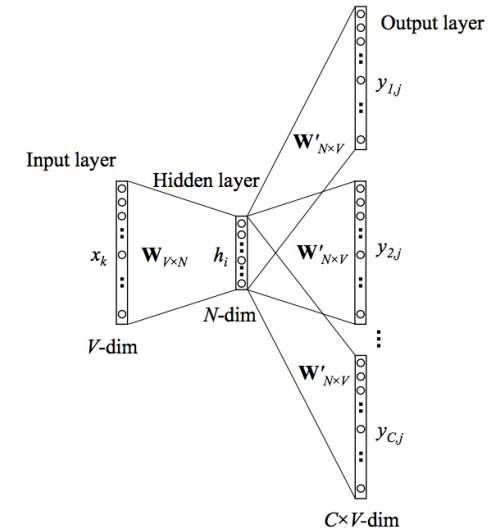 Output layer
y1,j
W'N×V
Input layer
Hidden layer
xk
WV×N
hi
W'N×V
y2,j
N-dim
V-dim
W'N×V
yC,j
C×V-dim